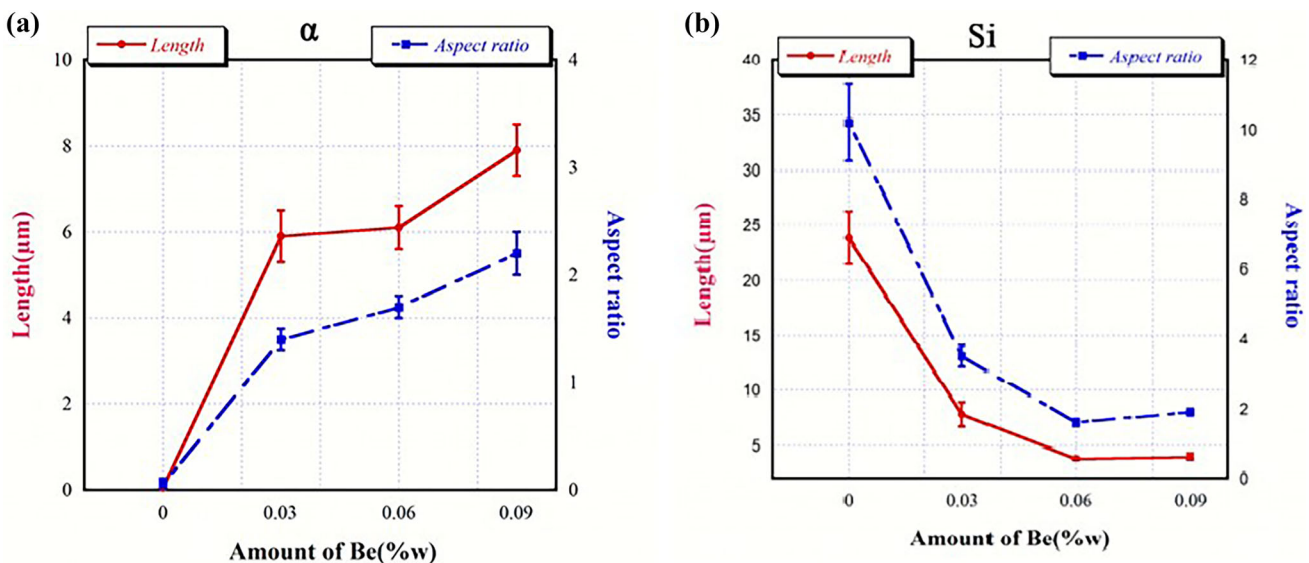 (a)
α
Length
Aspect ratio
10
8
6
4
2
0
4
3
2
1
0
Length(μm)
Aspect ratio
0
0.03
0.06
0.09
Amount of Be(%w)
(b)
Si
Length
Aspect ratio
40
35
30
25
20
15
10
5
12
10
8
6
4
2
0
Length(μm)
Aspect ratio
0
0.03
0.06
0.09
Amount of Be(%w)